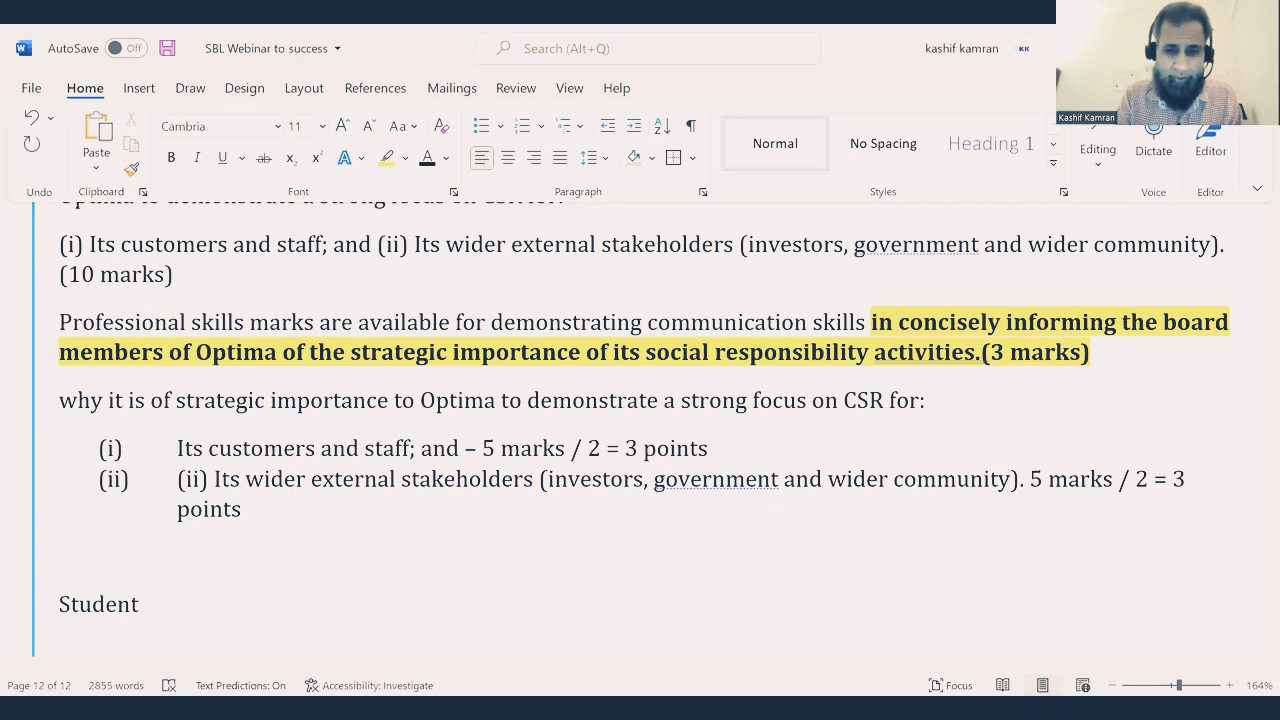 AutoSave Off SBL Webinar to success Search (Alt+Q) kashif kamran KK
Kashif Kamran
File Home Insert Draw Design Layout References Mailings Review View Help
Cambria 11 Aa
Paste
B I U ab x₂ x² A A
Normal No Spacing Heading 1
Editing Dictate Editor
Undo Clipboard Font Paragraph Styles Voice Editor
(i) Its customers and staff; and (ii) Its wider external stakeholders (investors, government and wider community).
(10 marks)
Professional skills marks are available for demonstrating communication skills in concisely informing the board
members of Optima of the strategic importance of its social responsibility activities.(3 marks)
why it is of strategic importance to Optima to demonstrate a strong focus on CSR for:
(i) Its customers and staff; and – 5 marks / 2 = 3 points
(ii) (ii) Its wider external stakeholders (investors, government and wider community). 5 marks / 2 = 3
points
Student
Page 12 of 12 2855 words Text Predictions: On Accessibility: Investigate Focus 164%